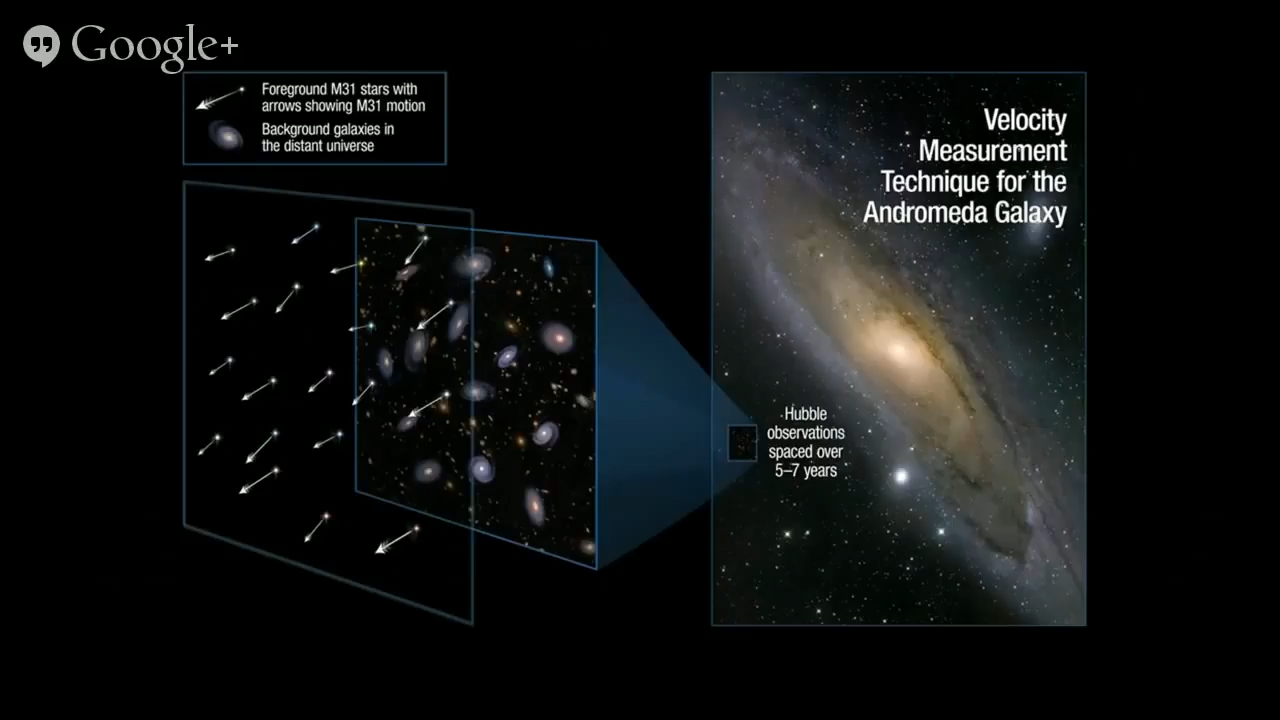 Google+
Foreground M31 stars with
arrows showing M31 motion
Background galaxies in
the distant universe
Velocity
Measurement
Technique for the
Andromeda Galaxy
Hubble
observations
spaced over
5–7 years